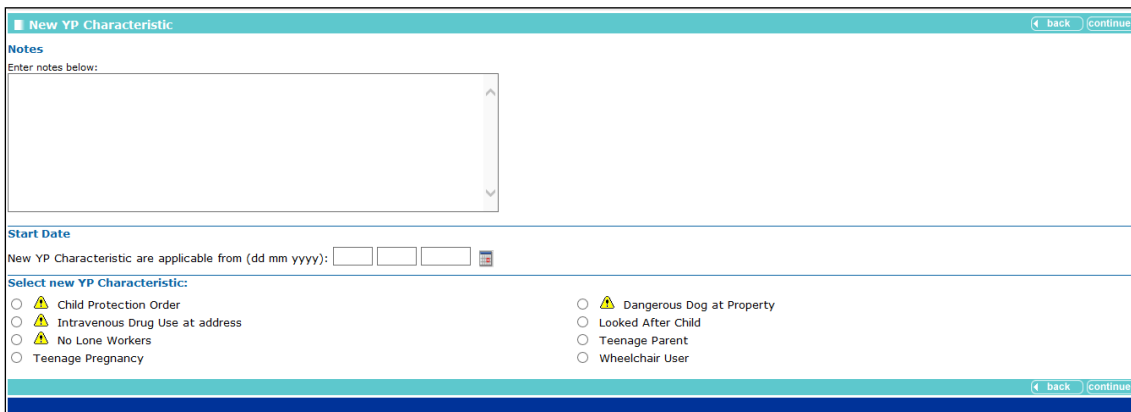 New YP Characteristic
back continue
Notes
Enter notes below:
Start Date
New YP Characteristic are applicable from (dd mm yyyy):
Select new YP Characteristic:
Child Protection Order
Dangerous Dog at Property
Intravenous Drug Use at address
Looked After Child
No Lone Workers
Teenage Parent
Teenage Pregnancy
Wheelchair User
back continue